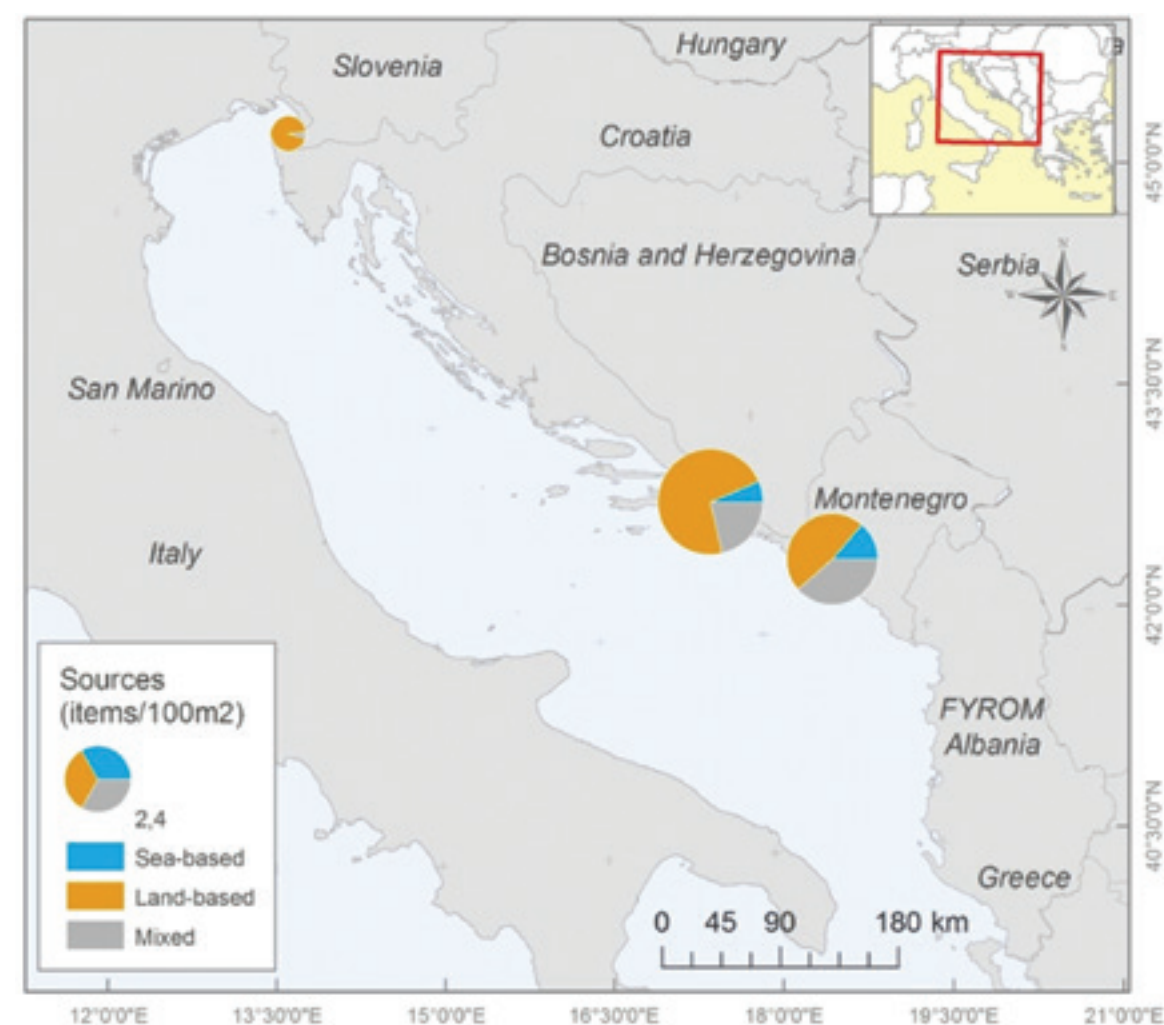 Hungary
Slovenia
Croatia
Bosnia and Herzegovina
Serbia
N
E
S
W
San Marino
Montenegro
Italy
FYROM
Albania
Greece
Sources
(items/100m2)
2,4
Sea-based
Land-based
Mixed
0 45 90 180 km
45°0'0"N
43°30'0"N
42°0'0"N
40°30'0"N
12°0'0"E 13°30'0"E 15°0'0"E 16°30'0"E 18°0'0"E 19°30'0"E 21°0'0"E